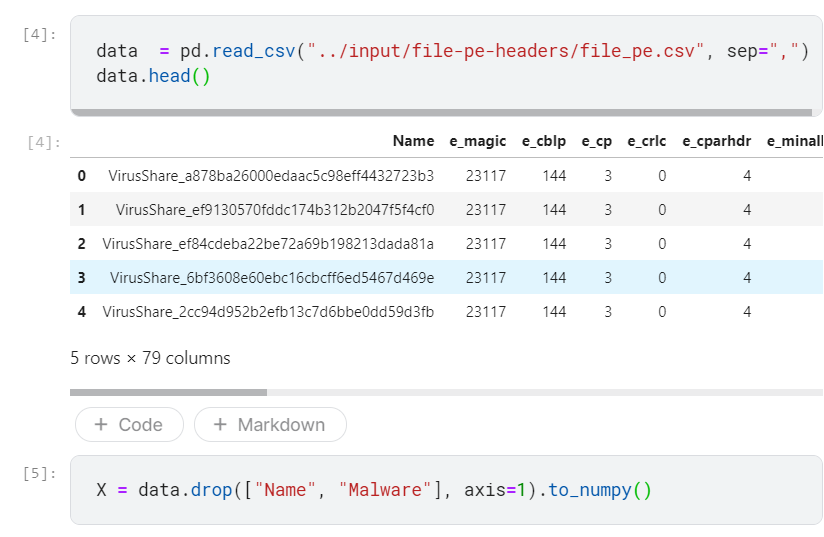 [4]:
data  = pd.read_csv("../input/file-pe-headers/file_pe.csv", sep=",")
data.head()
[4]:
Name e_magic e_cblp e_cp e_crlc e_cparhdr e_minall
0 VirusShare_a878ba26000edaac5c98eff4432723b3 23117 144 3 0 4
1 VirusShare_ef9130570fddc174b312b2047f5f4cf0 23117 144 3 0 4
2 VirusShare_ef84cdeba22be72a69b198213dada81a 23117 144 3 0 4
3 VirusShare_6bf3608e60ebc16cbcff6ed5467d469e 23117 144 3 0 4
4 VirusShare_2cc94d952b2efb13c7d6bbe0dd59d3fb 23117 144 3 0 4
5 rows × 79 columns
+ Code + Markdown
[5]:
X = data.drop(["Name", "Malware"], axis=1).to_numpy()